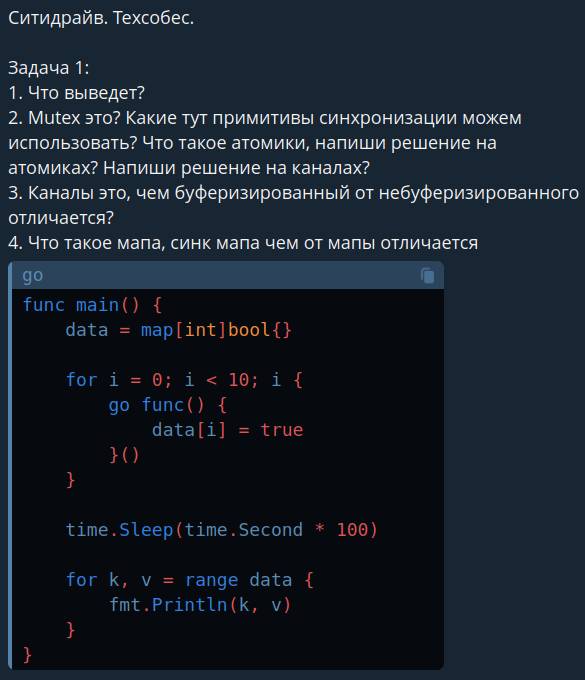 Ситидрайв. Техсобес.
Задача 1:
1. Что выведет?
2. Mutex это? Какие тут примитивы синхронизации можем
использовать? Что такое атомики, напиши решение на
атомиках? Напиши решение на каналах?
3. Каналы это, чем буферизированный от небуферизированного
отличается?
4. Что такое мапа, синк мапа чем от мапы отличается
go
func main() {
    data = map[int]bool{}
    for i = 0; i < 10; i {
        go func() {
            data[i] = true
        }()
    }
    time.Sleep(time.Second * 100)
    for k, v = range data {
        fmt.Println(k, v)
    }
}